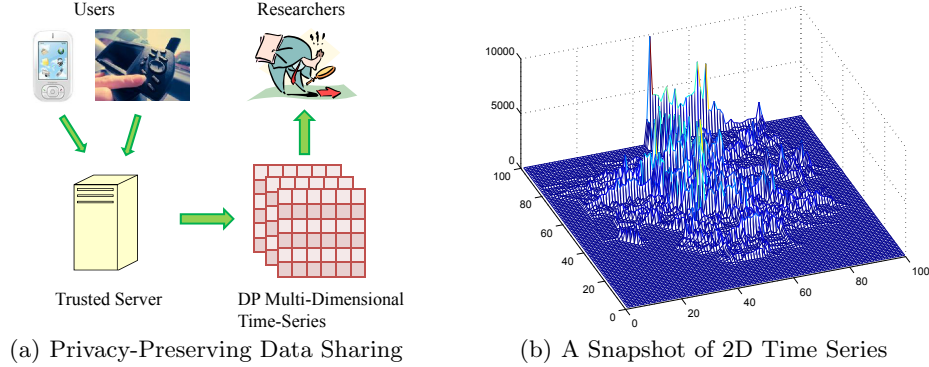 Users
Researchers
Trusted Server
DP Multi-Dimensional
Time-Series
(a) Privacy-Preserving Data Sharing
10000
5000
0
100
80
60
40
20
0
0
20
40
60
80
100
(b) A Snapshot of 2D Time Series